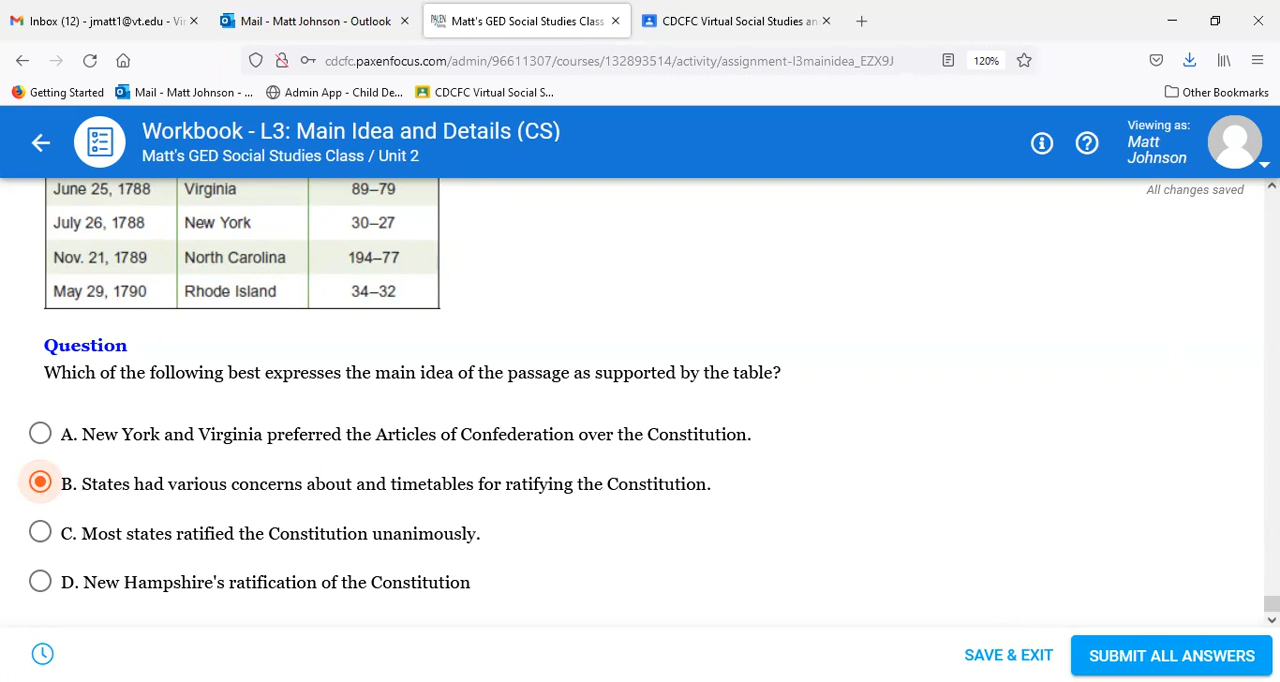 Inbox (12) - jmatt1@vt.edu - Vir
Mail - Matt Johnson - Outlook
Matt's GED Social Studies Class
CDCFC Virtual Social Studies an
cdcfc.paxenfocus.com/admin/96611307/courses/132893514/activity/assignment-l3mainidea_EZX9J
120%
Getting Started
Mail - Matt Johnson - ...
Admin App - Child De...
CDCFC Virtual Social S...
Other Bookmarks
Workbook - L3: Main Idea and Details (CS)
Matt's GED Social Studies Class / Unit 2
Viewing as:
Matt
Johnson
All changes saved
June 25, 1788 Virginia 89–79
July 26, 1788 New York 30–27
Nov. 21, 1789 North Carolina 194–77
May 29, 1790 Rhode Island 34–32
Question
Which of the following best expresses the main idea of the passage as supported by the table?
A. New York and Virginia preferred the Articles of Confederation over the Constitution.
B. States had various concerns about and timetables for ratifying the Constitution.
C. Most states ratified the Constitution unanimously.
D. New Hampshire's ratification of the Constitution
SAVE & EXIT
SUBMIT ALL ANSWERS